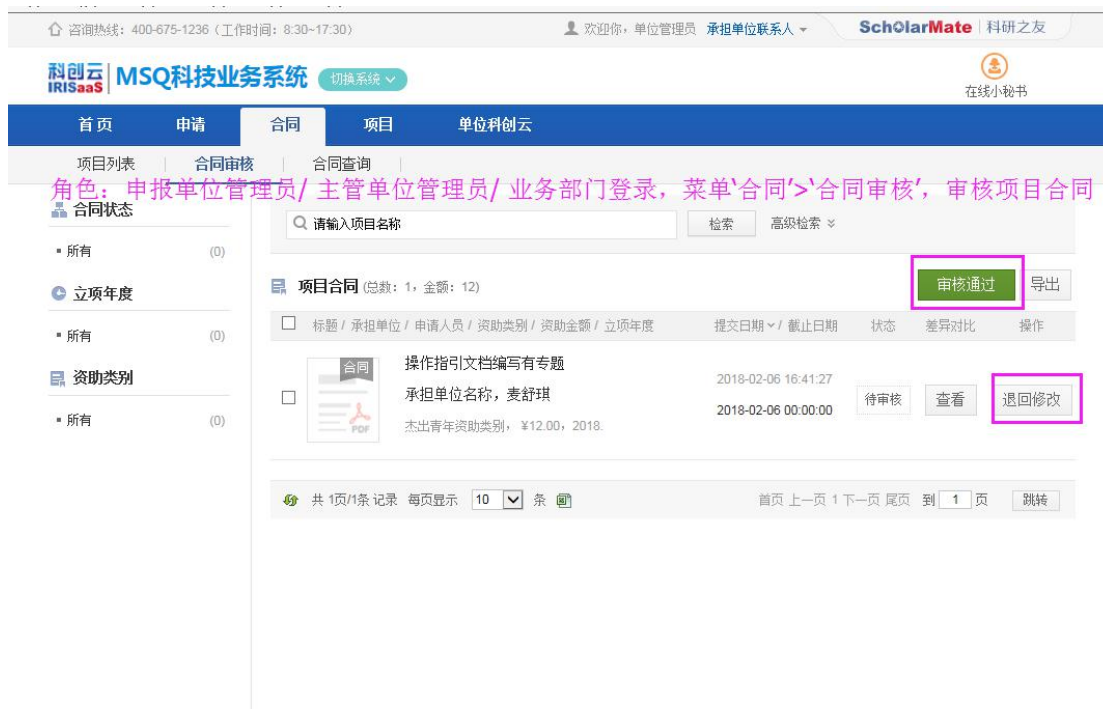 咨询热线：400-675-1236（工作时间：8:30~17:30） 欢迎你，单位管理员 承担单位联系人 ScholarMate 科研之友
科创云 IRISaaS MSQ科技业务系统 切换系统
在线小秘书
首页 申请 合同 项目 单位科创云
项目列表 合同审核 合同查询
角色：申报单位管理员/ 主管单位管理员/ 业务部门登录，菜单‘合同’>‘合同审核’，审核项目合同
合同状态
请输入项目名称 检索 高级检索
所有 (0)
立项年度
项目合同 (总数：1，金额：12) 审核通过 导出
标题 / 承担单位 / 申请人员 / 资助类别 / 资助金额 / 立项年度 提交日期 / 截止日期 状态 差异对比 操作
所有 (0)
资助类别
所有 (0)
合同
PDF
操作指引文档编写有专题
承担单位名称，麦舒琪
杰出青年资助类别，¥12.00，2018.
2018-02-06 16:41:27
2018-02-06 00:00:00
待审核 查看 退回修改
共 1页/1条 记录 每页显示 10 条 首页 上一页 1 下一页 尾页 到 1 页 跳转